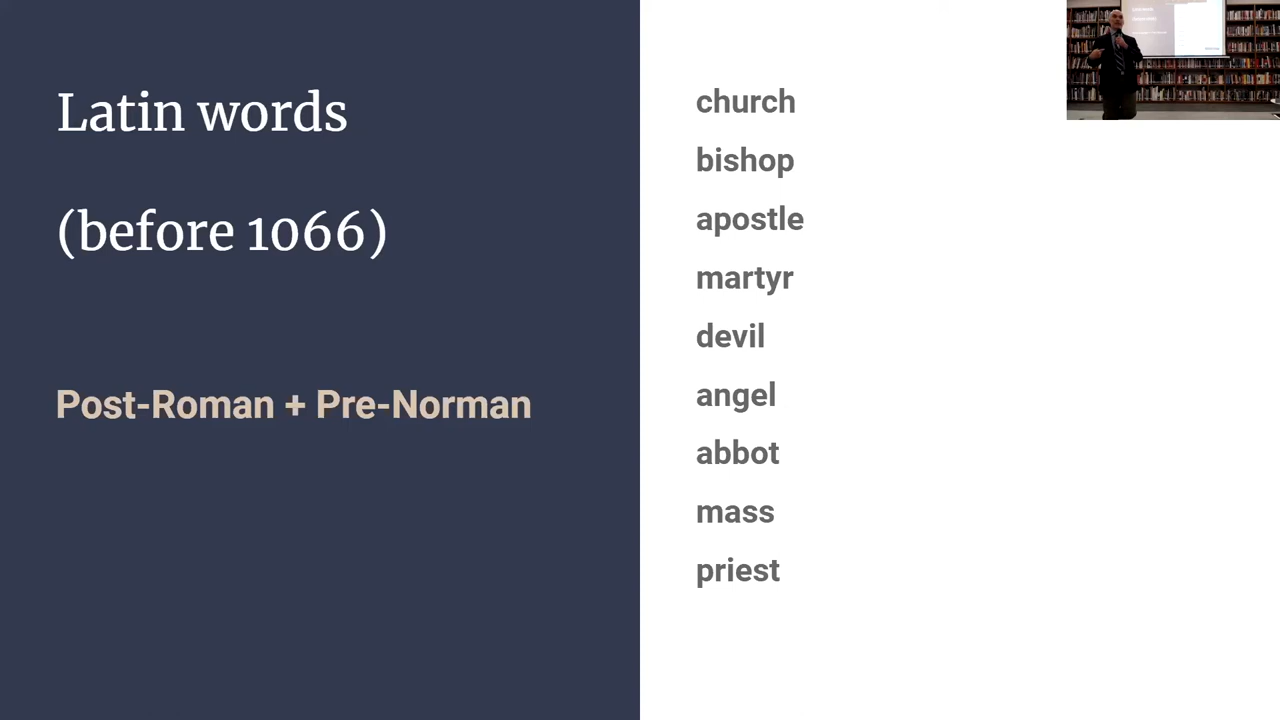 Latin words
(before 1066)
Post-Roman + Pre-Norman
church
bishop
apostle
martyr
devil
angel
abbot
mass
priest